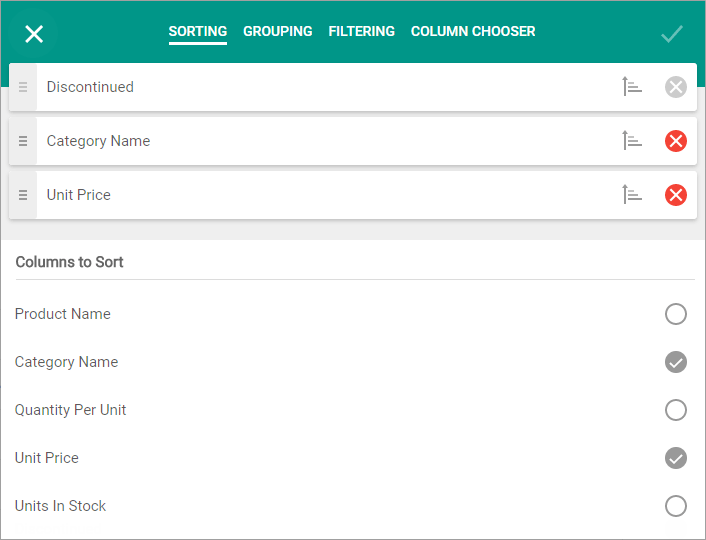 SORTING GROUPING FILTERING COLUMN CHOOSER
Discontinued
Category Name
Unit Price
Columns to Sort
Product Name
Category Name
Quantity Per Unit
Unit Price
Units In Stock